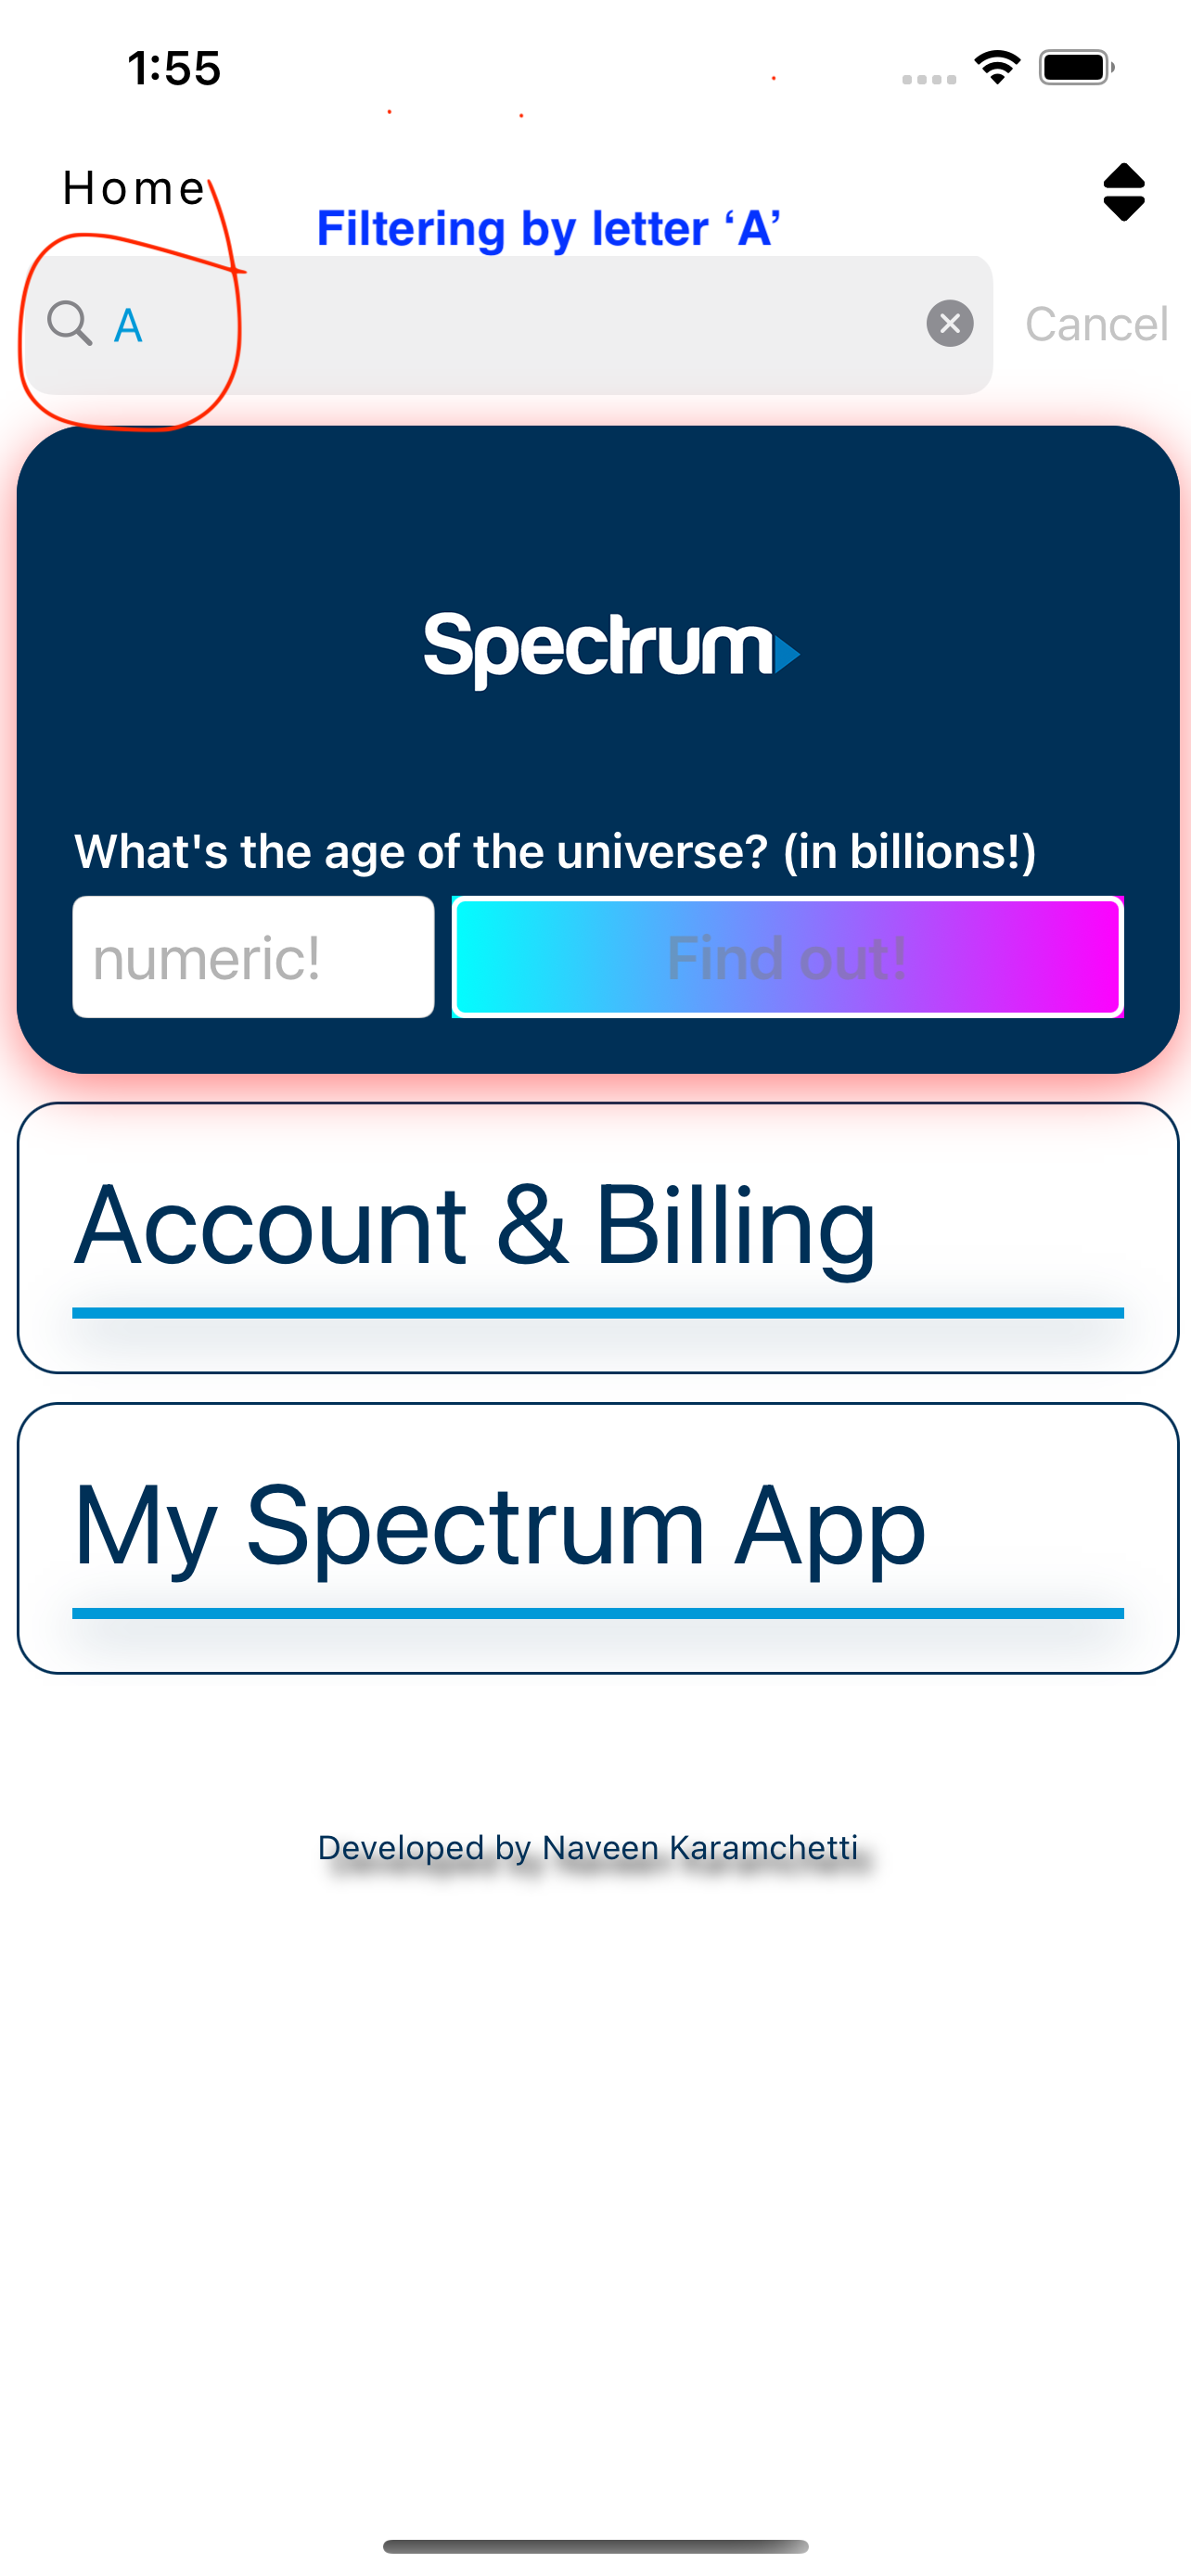 1:55
Home
Filtering by letter ‘A’
A
Cancel
Spectrum
What's the age of the universe? (in billions!)
numeric!
Find out!
Account & Billing
My Spectrum App
Developed by Naveen Karamchetti